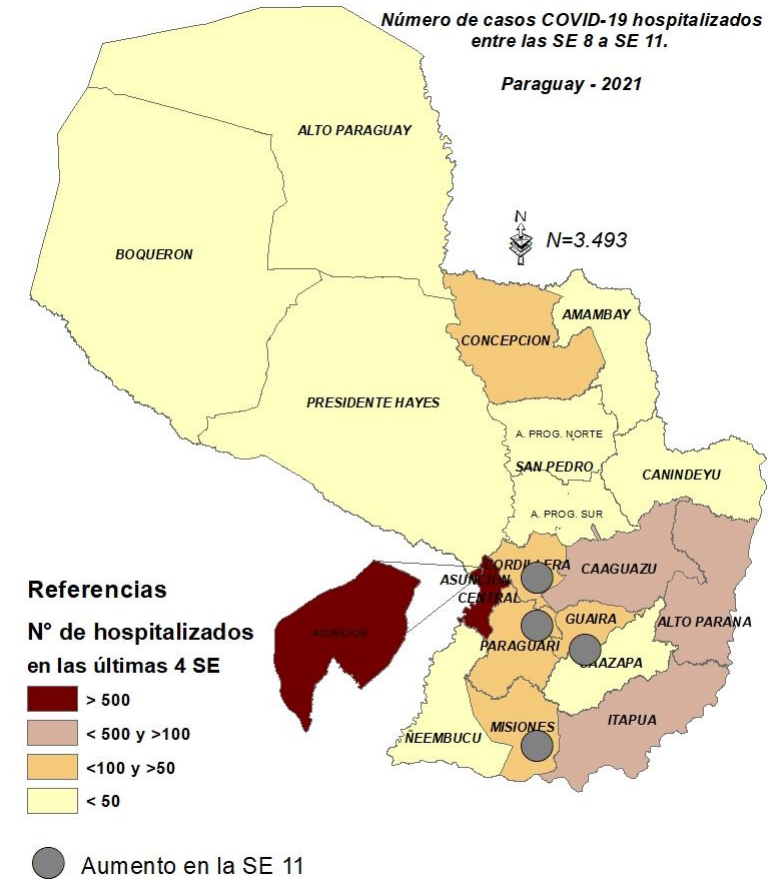 Número de casos COVID-19 hospitalizados
entre las SE 8 a SE 11.
Paraguay - 2021
ALTO PARAGUAY
N
N=3.493
BOQUERON
AMAMBAY
CONCEPCION
PRESIDENTE HAYES
A. PROG. NORTE
SAN PEDRO
CANINDEYU
A. PROG. SUR
CORDILLERA
CAAGUAZU
ASUNCION
CENTRAL
ASUNCION
GUAIRA
ALTO PARANA
PARAGUARI
CAAZAPA
MISIONES
ITAPUA
ÑEEMBUCU
Referencias
N° de hospitalizados
en las últimas 4 SE
> 500
< 500 y >100
<100 y >50
< 50
Aumento en la SE 11